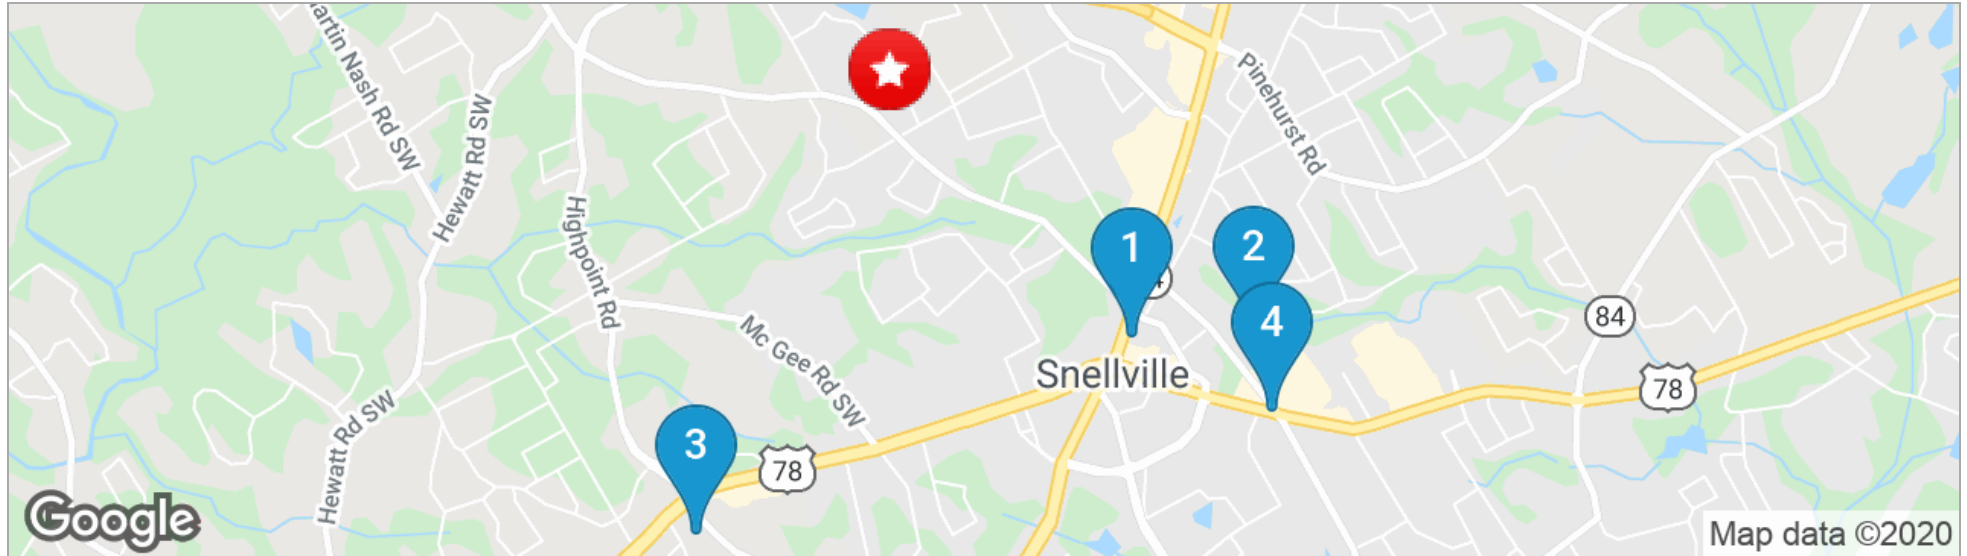 Martin Nash Rd SW
Hewatt Rd SW
Pinehurst Rd
Highpoint Rd
1
2
4
84
Mc Gee Rd SW
Snellville
78
Hewatt Rd SW
3
78
Google
Map data ©2020